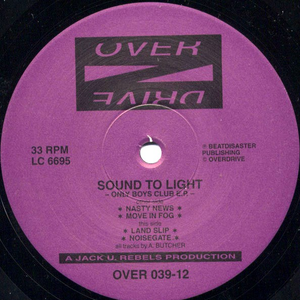 OVER
DRIVE
33 RPM
LC 6695
℗ BEATDISASTER
PUBLISHING
© OVERDRIVE
SOUND TO LIGHT
– ONLY BOYS CLUB E.P. –
★ NASTY NEWS ★
★ MOVE IN FOG ★
this side:
★ LAND SLIP ★
★ NOISEGATE ★
all tracks by A. BUTCHER
A JACK U. REBELS PRODUCTION
OVER 039-12